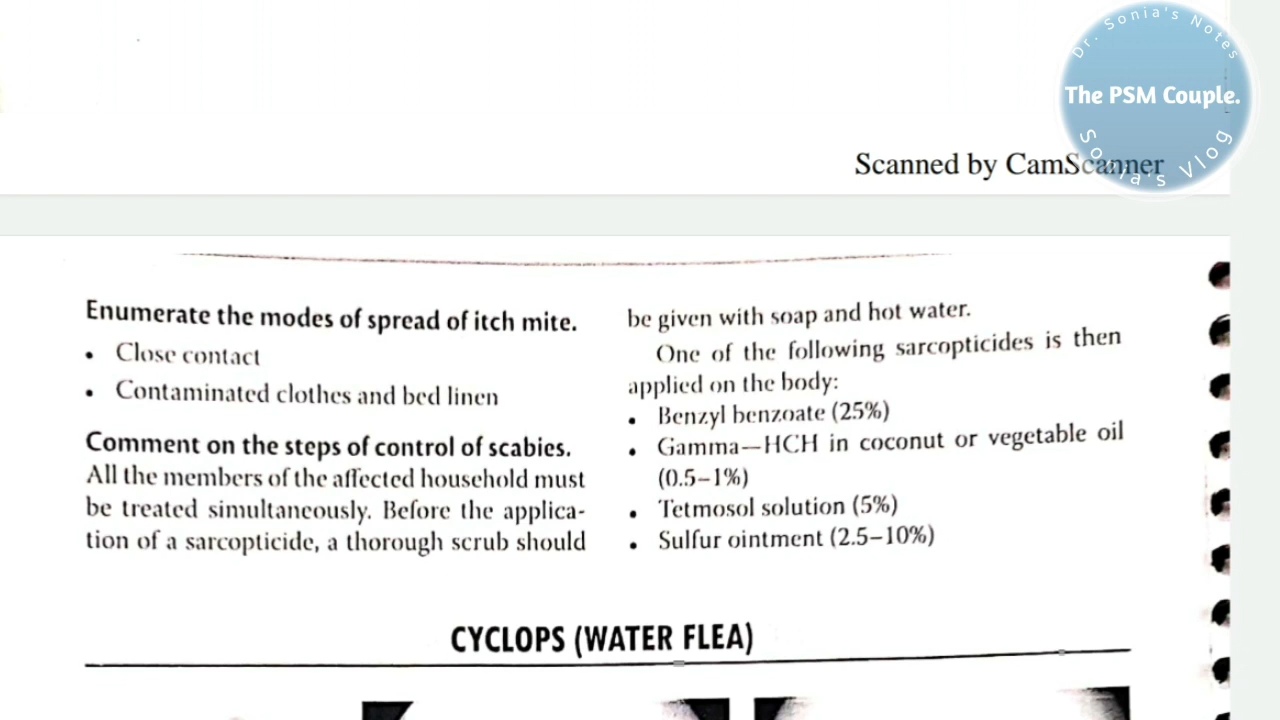 Dr. Sonia's Notes
The PSM Couple.
Sonia's Vlog
Scanned by CamScanner
Enumerate the modes of spread of itch mite.
• Close contact
• Contaminated clothes and bed linen
Comment on the steps of control of scabies.
All the members of the affected household must
be treated simultaneously. Before the applica-
tion of a sarcopticide, a thorough scrub should
be given with soap and hot water.
One of the following sarcopticides is then
applied on the body:
• Benzyl benzoate (25%)
• Gamma—HCH in coconut or vegetable oil
(0.5–1%)
• Tetmosol solution (5%)
• Sulfur ointment (2.5–10%)
CYCLOPS (WATER FLEA)